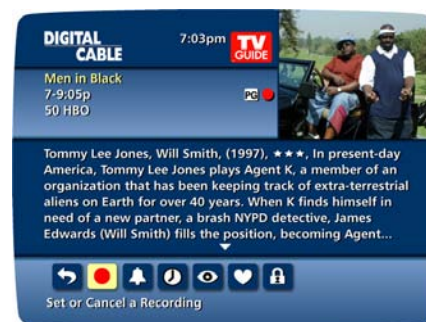 DIGITAL
CABLE
7:03pm
TV
GUIDE
Men in Black
7-9:05p
PG
50 HBO
Tommy Lee Jones, Will Smith, (1997), ★★★, In present-day
America, Tommy Lee Jones plays Agent K, a member of an
organization that has been keeping track of extra-terrestrial
aliens on Earth for over 40 years. When K finds himself in
need of a new partner, a brash NYPD detective, James
Edwards (Will Smith) fills the position, becoming Agent...
Set or Cancel a Recording